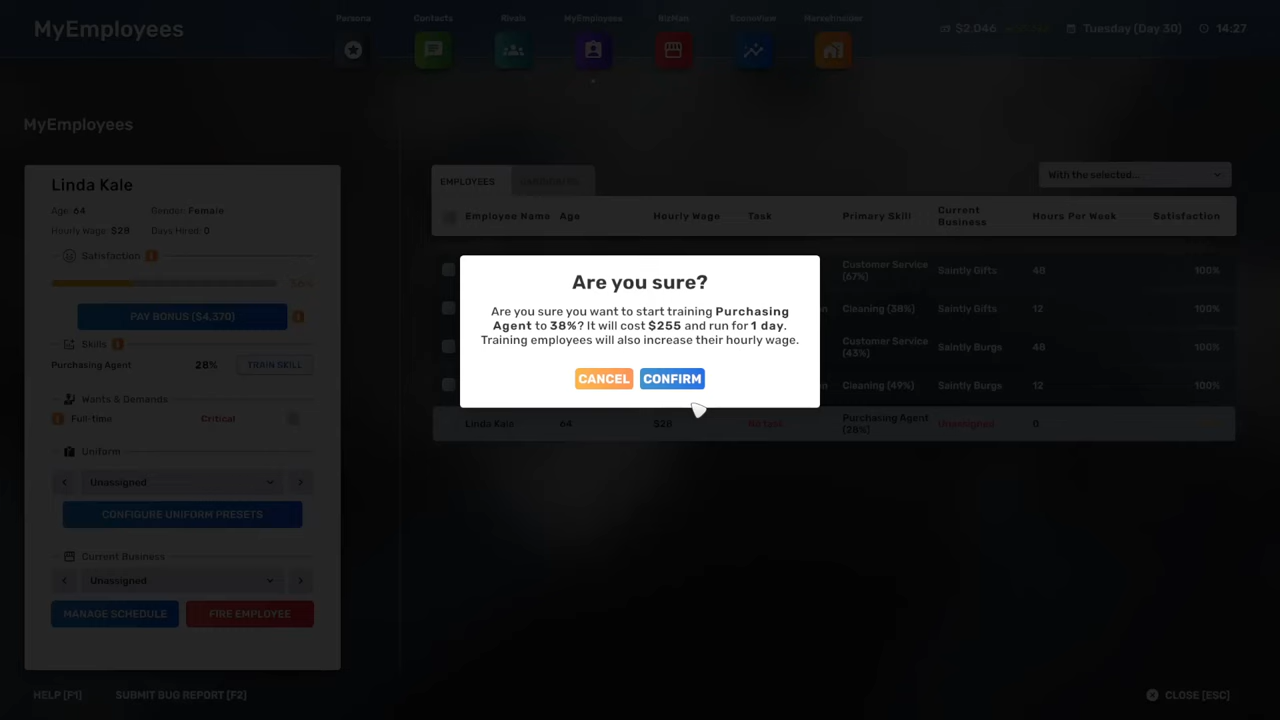 MyEmployees
Persona
Contacts
Rivals
MyEmployees
BizMan
EconoView
MarketInsider
$2,046
Tuesday (Day 30)
14:27
MyEmployees
Linda Kale
Age: 64 Gender: Female
Hourly Wage: $28 Days Hired: 0
Satisfaction
PAY BONUS ($4,370)
Skills
Purchasing Agent 28% TRAIN SKILL
Wants & Demands
Full-time Critical
Uniform
Unassigned
CONFIGURE UNIFORM PRESETS
Current Business
Unassigned
MANAGE SCHEDULE FIRE EMPLOYEE
EMPLOYEES
With the selected...
Employee Name Age Hourly Wage Task Primary Skill Current Business Hours Per Week Satisfaction
Customer Service (67%) Saintly Gifts 48 100%
Cleaning (38%) Saintly Gifts 12 100%
Customer Service (43%) Saintly Burgs 48 100%
Cleaning (49%) Saintly Burgs 12 100%
Linda Kale 64 $28 Purchasing Agent (28%) Unassigned 0
Are you sure?
Are you sure you want to start training Purchasing
Agent to 38%? It will cost $255 and run for 1 day.
Training employees will also increase their hourly wage.
CANCEL CONFIRM
HELP [F1] SUBMIT BUG REPORT [F2]
CLOSE [ESC]